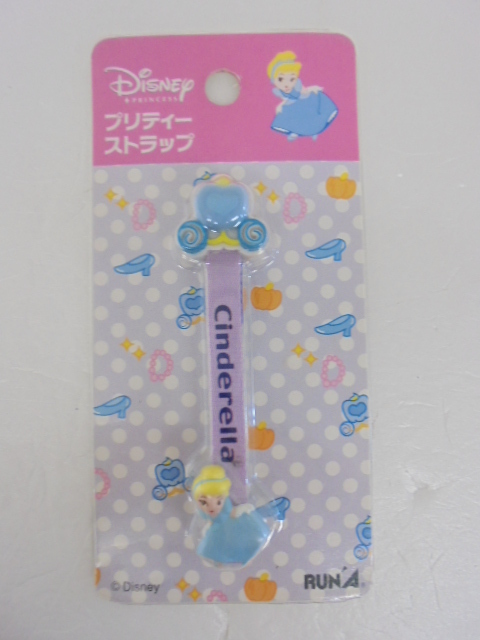 Disney
PRINCESS
プリティー
ストラップ
Cinderella
© Disney
RUN'A